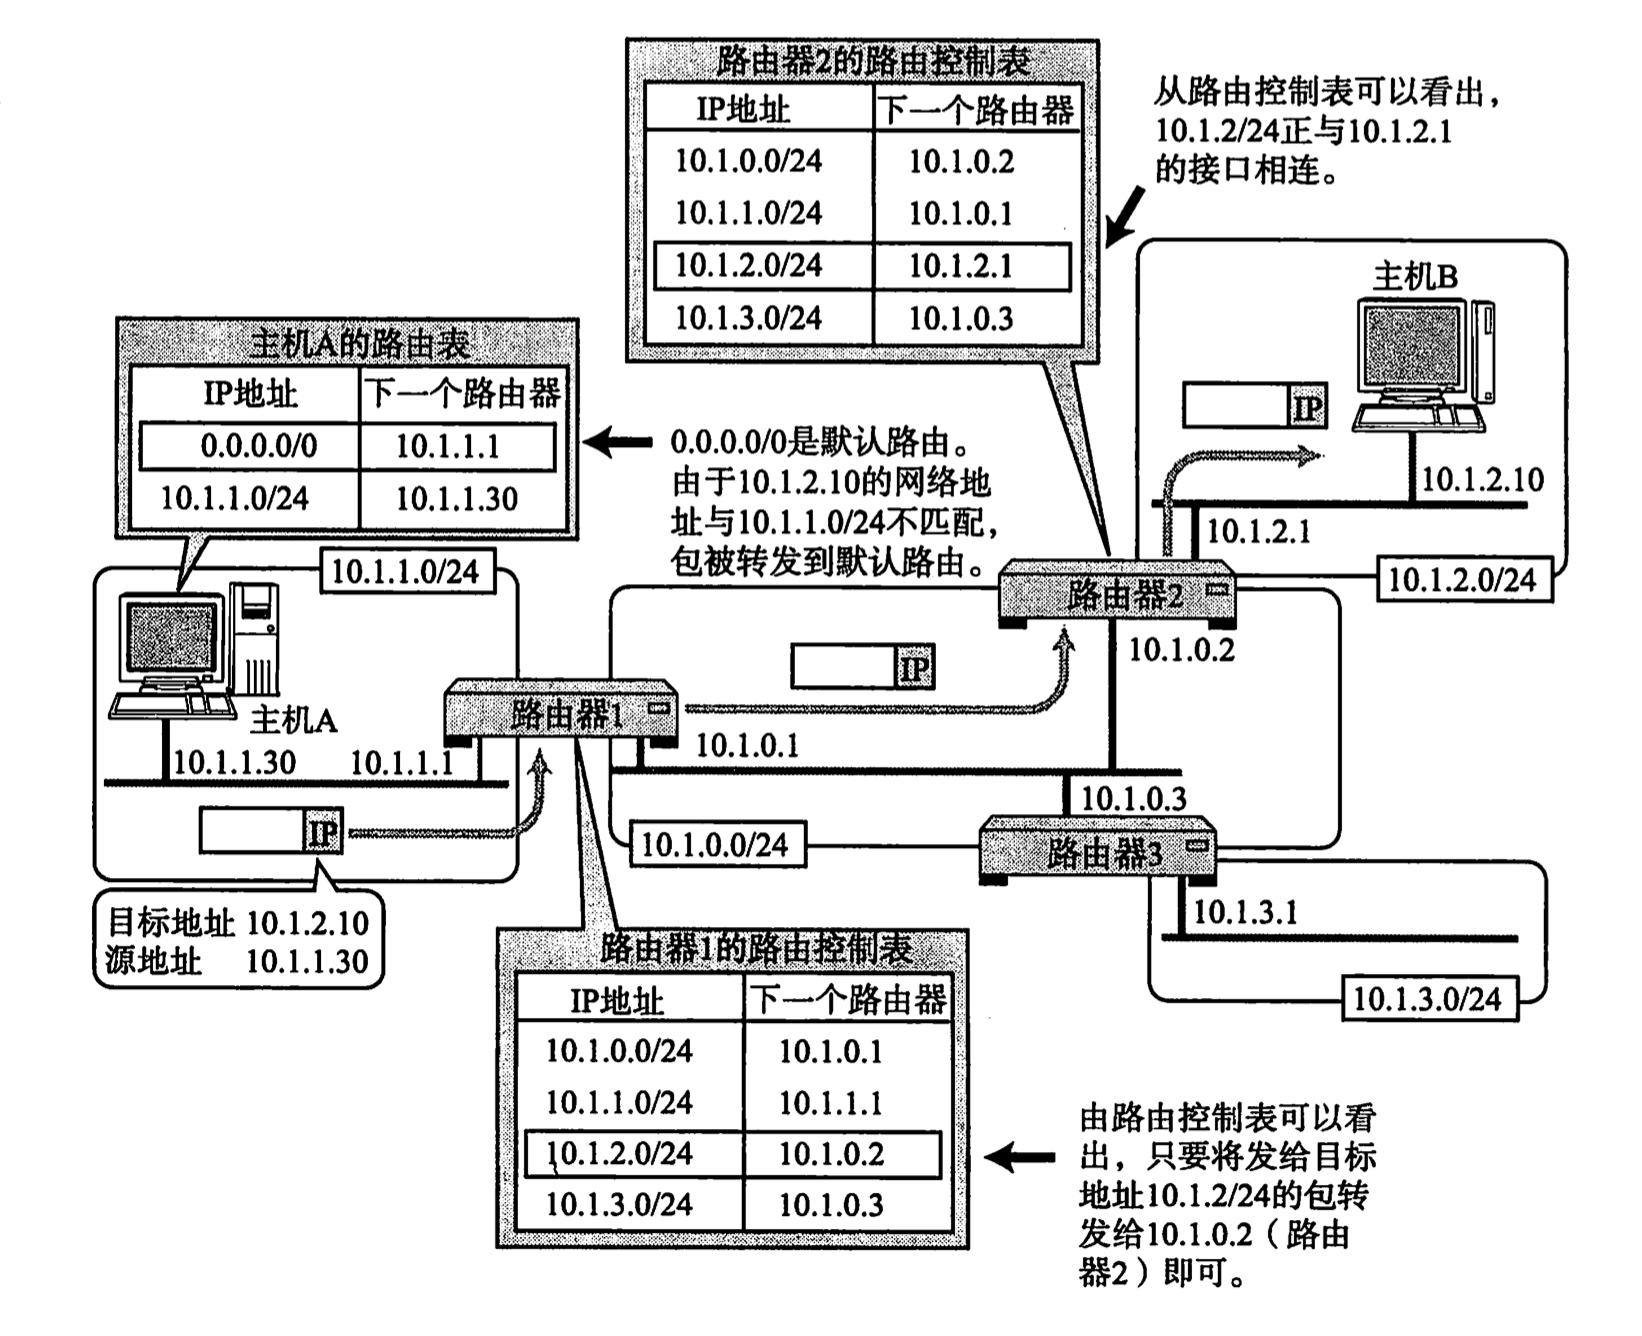 路由器2的路由控制表
IP地址 下一个路由器
10.1.0.0/24 10.1.0.2
10.1.1.0/24 10.1.0.1
10.1.2.0/24 10.1.2.1
10.1.3.0/24 10.1.0.3
从路由控制表可以看出，
10.1.2/24正与10.1.2.1
的接口相连。
主机A的路由表
IP地址 下一个路由器
0.0.0.0/0 10.1.1.1
10.1.1.0/24 10.1.1.30
0.0.0.0/0是默认路由。
由于10.1.2.10的网络地
址与10.1.1.0/24不匹配，
包被转发到默认路由。
主机B
IP
10.1.2.10
10.1.2.1
10.1.2.0/24
10.1.1.0/24
主机A
10.1.1.30
10.1.1.1
IP
目标地址 10.1.2.10
源地址 10.1.1.30
路由器1
10.1.0.1
IP
路由器2
10.1.0.2
10.1.0.3
10.1.0.0/24
路由器3
10.1.3.1
10.1.3.0/24
路由器1的路由控制表
IP地址 下一个路由器
10.1.0.0/24 10.1.0.1
10.1.1.0/24 10.1.1.1
10.1.2.0/24 10.1.0.2
10.1.3.0/24 10.1.0.3
由路由控制表可以看
出，只要将发给目标
地址10.1.2/24的包转
发给10.1.0.2（路由
器2）即可。